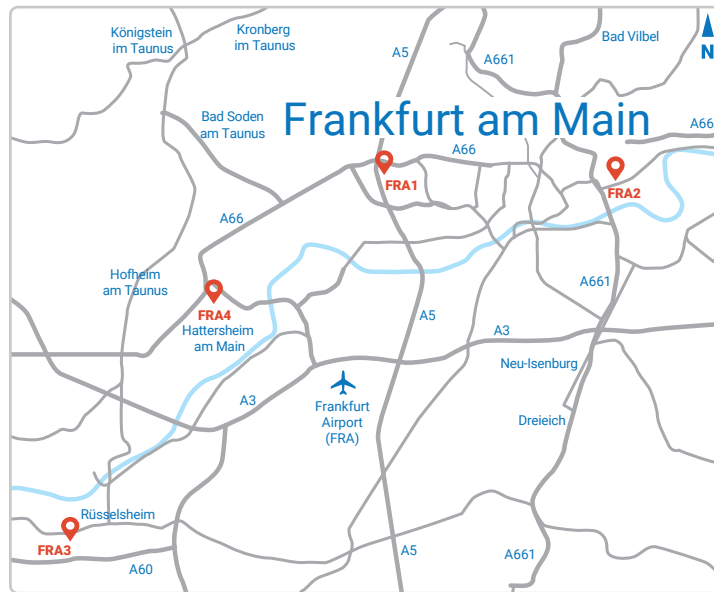 Königstein
im Taunus
Kronberg
im Taunus
A5
A661
Bad Vilbel
N
Bad Soden
am Taunus
Frankfurt am Main
A66
A66
FRA1
FRA2
A66
Hofheim
am Taunus
A661
FRA4
Hattersheim
am Main
A5
A3
Neu-Isenburg
A3
Frankfurt
Airport
(FRA)
Dreieich
Rüsselsheim
FRA3
A60
A5
A661